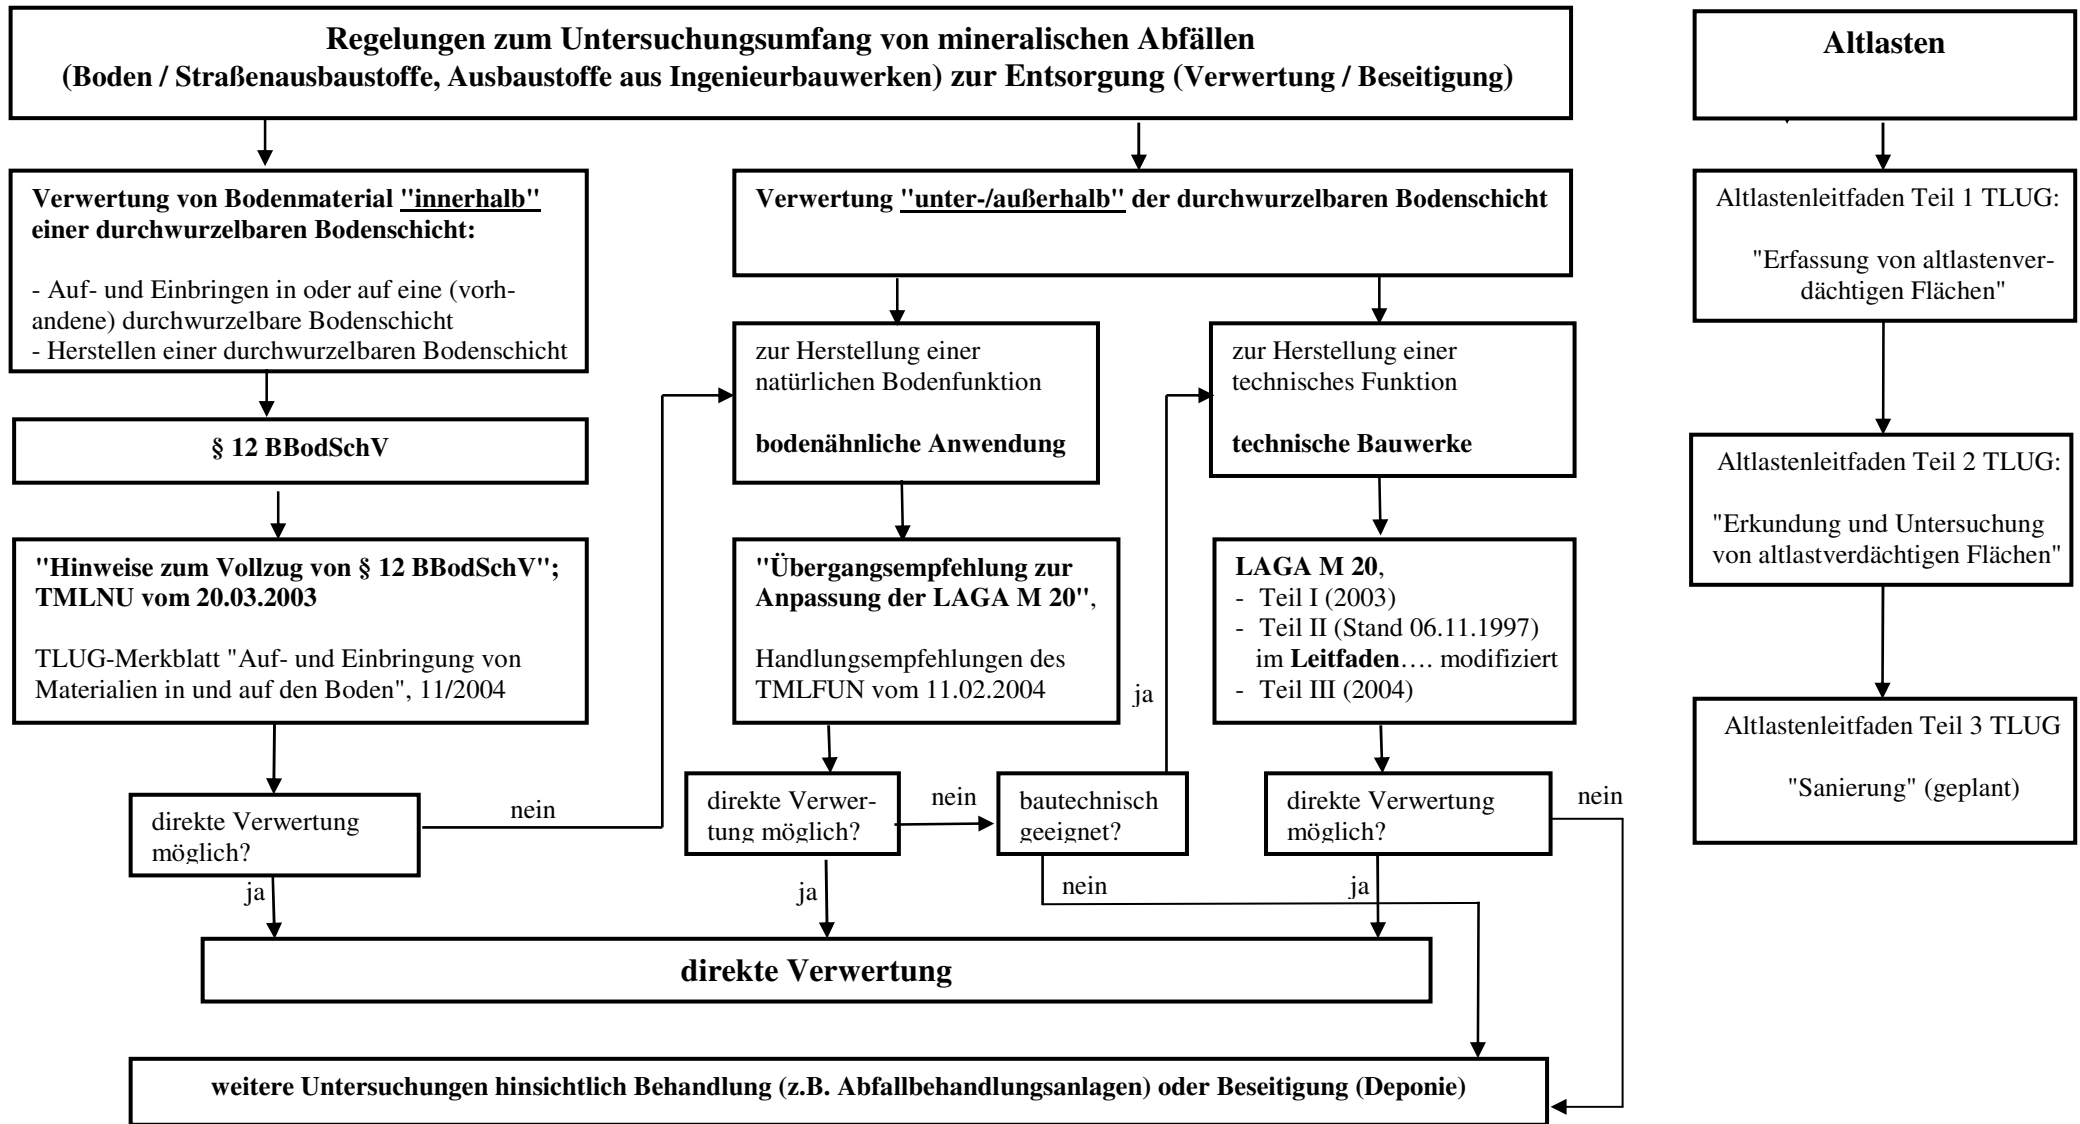 Regelungen zum Untersuchungsumfang von mineralischen Abfällen
(Boden / Straßenausbaustoffe, Ausbaustoffe aus Ingenieurbauwerken) zur Entsorgung (Verwertung / Beseitigung)
Verwertung von Bodenmaterial "innerhalb"
einer durchwurzelbaren Bodenschicht:
- Auf- und Einbringen in oder auf eine (vorh-
andene) durchwurzelbare Bodenschicht
- Herstellen einer durchwurzelbaren Bodenschicht
§ 12 BBodSchV
"Hinweise zum Vollzug von § 12 BBodSchV";
TMLNU vom 20.03.2003
TLUG-Merkblatt "Auf- und Einbringung von
Materialien in und auf den Boden", 11/2004
direkte Verwertung
möglich?
nein
ja
Verwertung "unter-/außerhalb" der durchwurzelbaren Bodenschicht
zur Herstellung einer
natürlichen Bodenfunktion
bodenähnliche Anwendung
"Übergangsempfehlung zur
Anpassung der LAGA M 20",
Handlungsempfehlungen des
TMLFUN vom 11.02.2004
direkte Verwer-
tung möglich?
nein
ja
bautechnisch
geeignet?
ja
nein
zur Herstellung einer
technisches Funktion
technische Bauwerke
LAGA M 20,
- Teil I (2003)
- Teil II (Stand 06.11.1997)
im Leitfaden…. modifiziert
- Teil III (2004)
direkte Verwertung
möglich?
nein
ja
direkte Verwertung
weitere Untersuchungen hinsichtlich Behandlung (z.B. Abfallbehandlungsanlagen) oder Beseitigung (Deponie)
Altlasten
Altlastenleitfaden Teil 1 TLUG:
"Erfassung von altlastenver-
dächtigen Flächen"
Altlastenleitfaden Teil 2 TLUG:
"Erkundung und Untersuchung
von altlastverdächtigen Flächen"
Altlastenleitfaden Teil 3 TLUG
"Sanierung" (geplant)